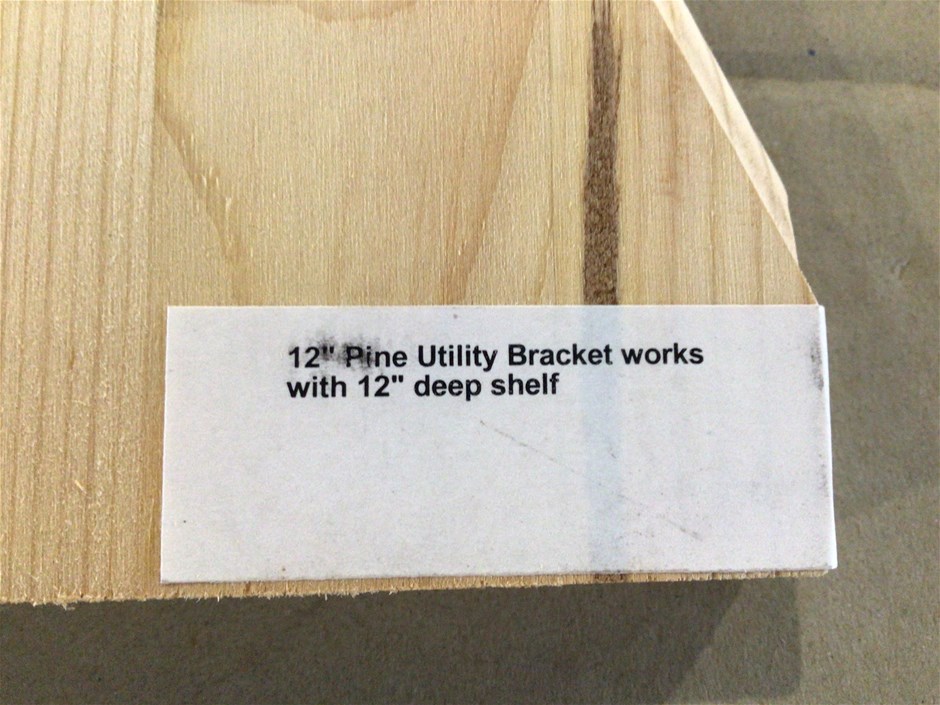 12" Pine Utility Bracket works
with 12" deep shelf